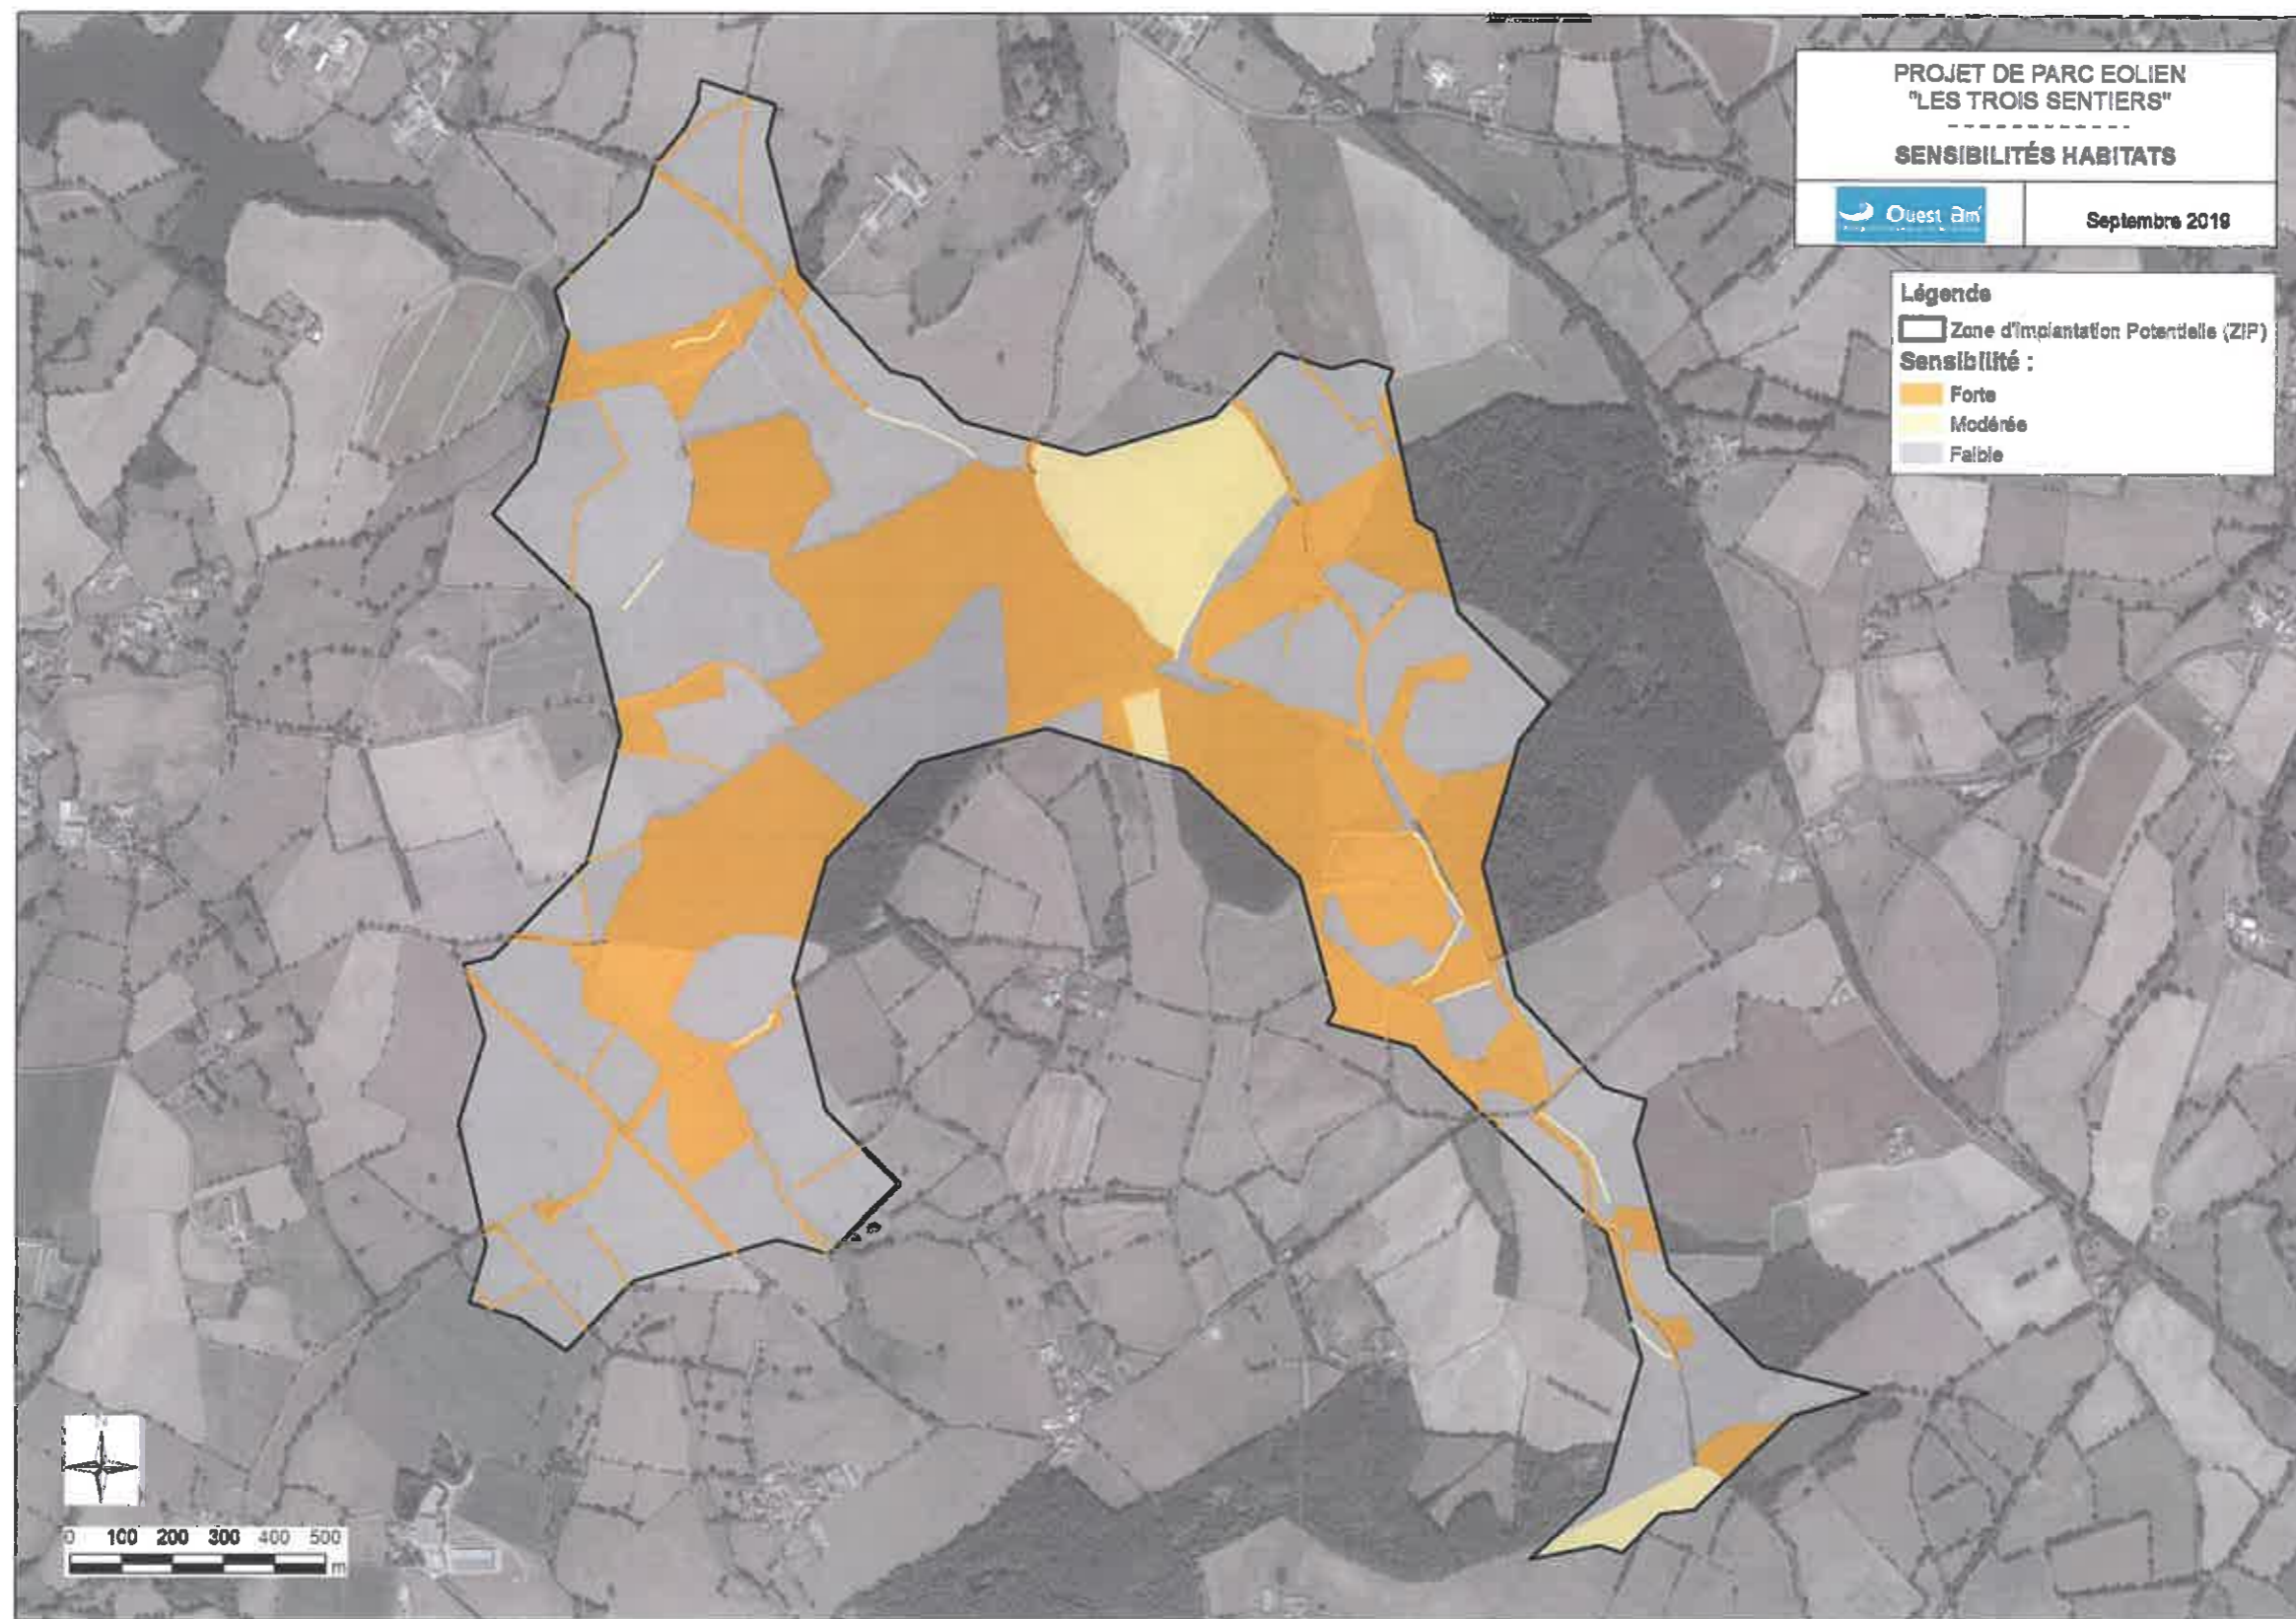 PROJET DE PARC EOLIEN
"LES TROIS SENTIERS"
SENSIBILITÉS HABITATS
Ouest am'
Septembre 2019
Légende
Zone d'Implantation Potentielle (ZIP)
Sensibilité :
Forte
Modérée
Faible
N
0 100 200 300 400 500
m